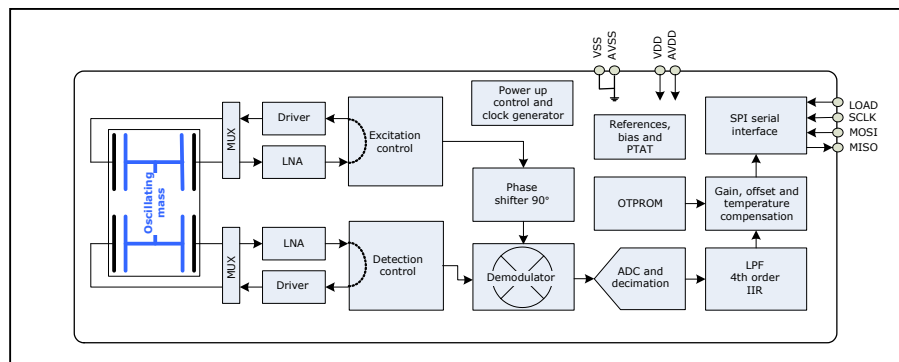 VSS
AVSS
VDD
AVDD
MUX
Driver
LNA
Excitation
control
Power up
control and
clock generator
References,
bias and
PTAT
SPI serial
interface
LOAD
SCLK
MOSI
MISO
Oscillating
mass
Phase
shifter 90°
OTPROM
Gain, offset and
temperature
compensation
MUX
LNA
Driver
Detection
control
Demodulator
ADC and
decimation
LPF
4th order
IIR